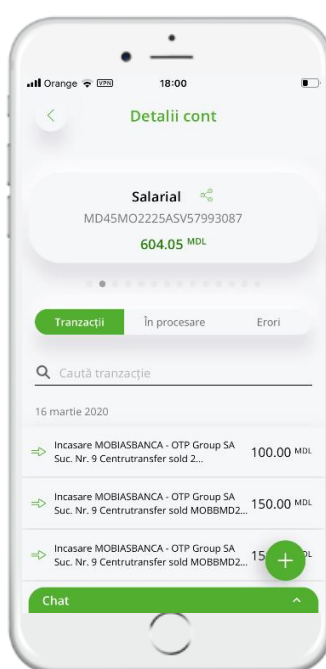 Orange VPN 18:00
Detalii cont
Salarial
MD45MO2225ASV57993087
604.05 MDL
Tranzacții În procesare Erori
Caută tranzacție
16 martie 2020
Incasare MOBIASBANCA - OTP Group SA
Suc. Nr. 9 Centrutransfer sold 2...
100.00 MDL
Incasare MOBIASBANCA - OTP Group SA
Suc. Nr. 9 Centrutransfer sold MOBBMD2...
150.00 MDL
Incasare MOBIASBANCA - OTP Group SA
Suc. Nr. 9 Centrutransfer sold MOBBMD2...
Chat